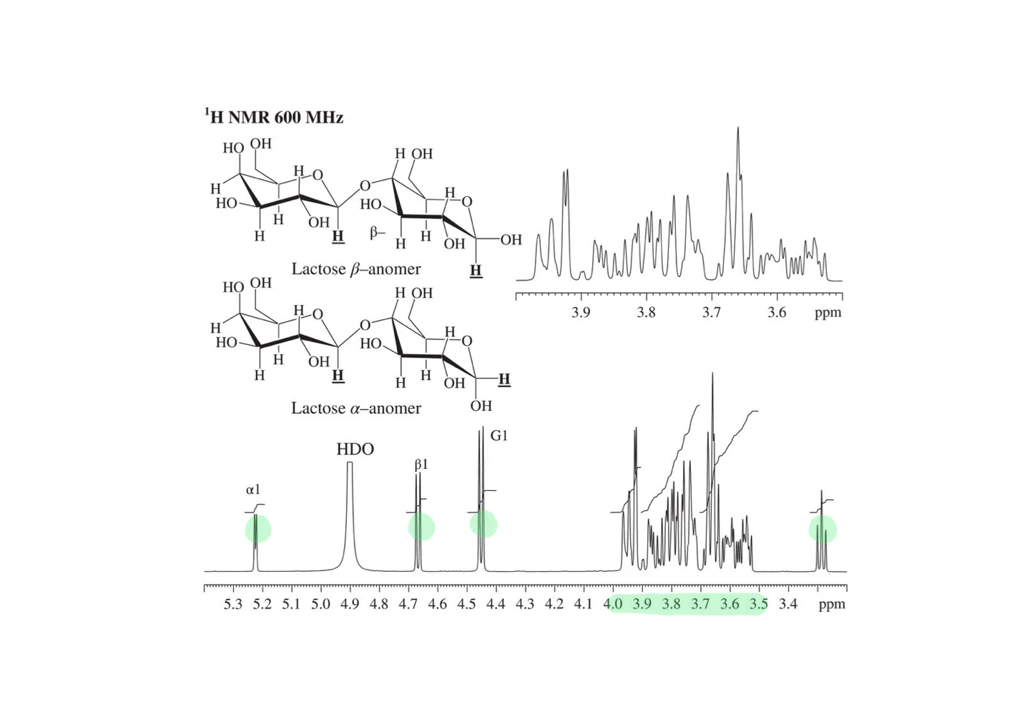 ¹H NMR 600 MHz
HO OH
H OH
H
H O
O
H
HO
HO
O
H
OH
β–
OH
H
H
H
H
H
OH
H
Lactose β–anomer
HO OH
H OH
H
H O
O
H
HO
HO
O
H
OH
H
H
H
H
H
OH
H
OH
Lactose α–anomer
3.9 3.8 3.7 3.6 ppm
HDO
G1
β1
α1
5.3 5.2 5.1 5.0 4.9 4.8 4.7 4.6 4.5 4.4 4.3 4.2 4.1 4.0 3.9 3.8 3.7 3.6 3.5 3.4 ppm